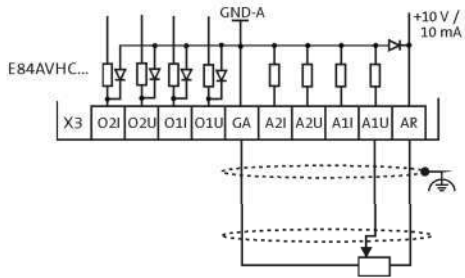 GND-A
+10 V /
10 mA
E84AVHC...
X3 O2I O2U O1I O1U GA A2I A2U A1I A1U AR